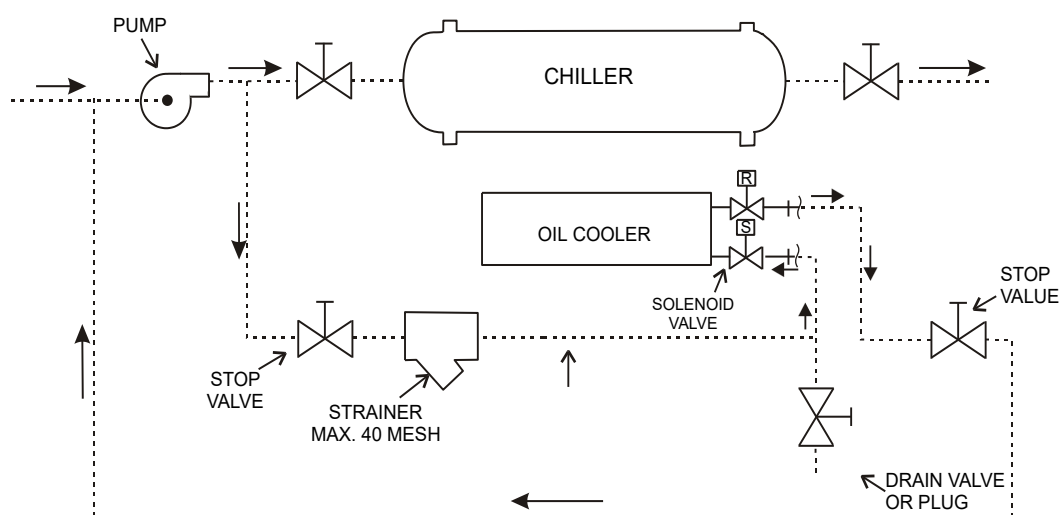 PUMP
CHILLER
R
OIL COOLER
S
SOLENOID
VALVE
STOP
VALUE
STOP
VALVE
STRAINER
MAX. 40 MESH
DRAIN VALVE
OR PLUG